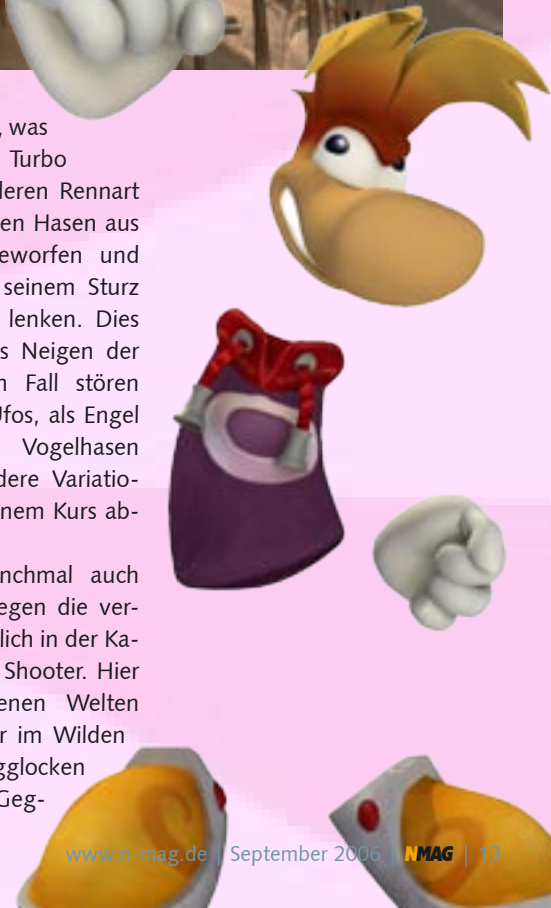 , was
Turbo
deren Rennart
en Hasen aus
eworfen und
seinem Sturz
lenken. Dies
s Neigen der
Fall stören
Ufos, als Engel
Vogelhasen
dere Variatio-
nem Kurs ab-
nchmal auch
egen die ver-
lich in der Ka-
Shooter. Hier
enen Welten
r im Wilden
gglocken
Geg-
www.n-mag.de | September 2006 | NMAG | 13